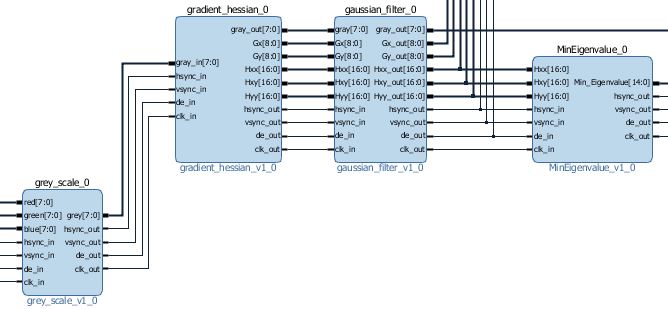 gradient_hessian_0
gray_in[7:0]
hsync_in
vsync_in
de_in
clk_in
gray_out[7:0]
Gx[8:0]
Gy[8:0]
Hxx[16:0]
Hxy[16:0]
Hyy[16:0]
hsync_out
vsync_out
de_out
clk_out
gradient_hessian_v1_0
gaussian_filter_0
gray[7:0]
Gx[8:0]
Gy[8:0]
Hxx[16:0]
Hxy[16:0]
Hyy[16:0]
hsync_in
vsync_in
de_in
clk_in
gray_out[7:0]
Gx_out[8:0]
Gy_out[8:0]
Hxx_out[16:0]
Hxy_out[16:0]
Hyy_out[16:0]
hsync_out
vsync_out
de_out
clk_out
gaussian_filter_v1_0
MinEigenvalue_0
Hxx[16:0]
Hxy[16:0]
Hyy[16:0]
hsync_in
vsync_in
de_in
clk_in
Min_Eigenvalue[14:0]
hsync_out
vsync_out
de_out
clk_out
MinEigenvalue_v1_0
grey_scale_0
red[7:0]
green[7:0]
blue[7:0]
hsync_in
vsync_in
de_in
clk_in
grey[7:0]
hsync_out
vsync_out
de_out
clk_out
grey_scale_v1_0